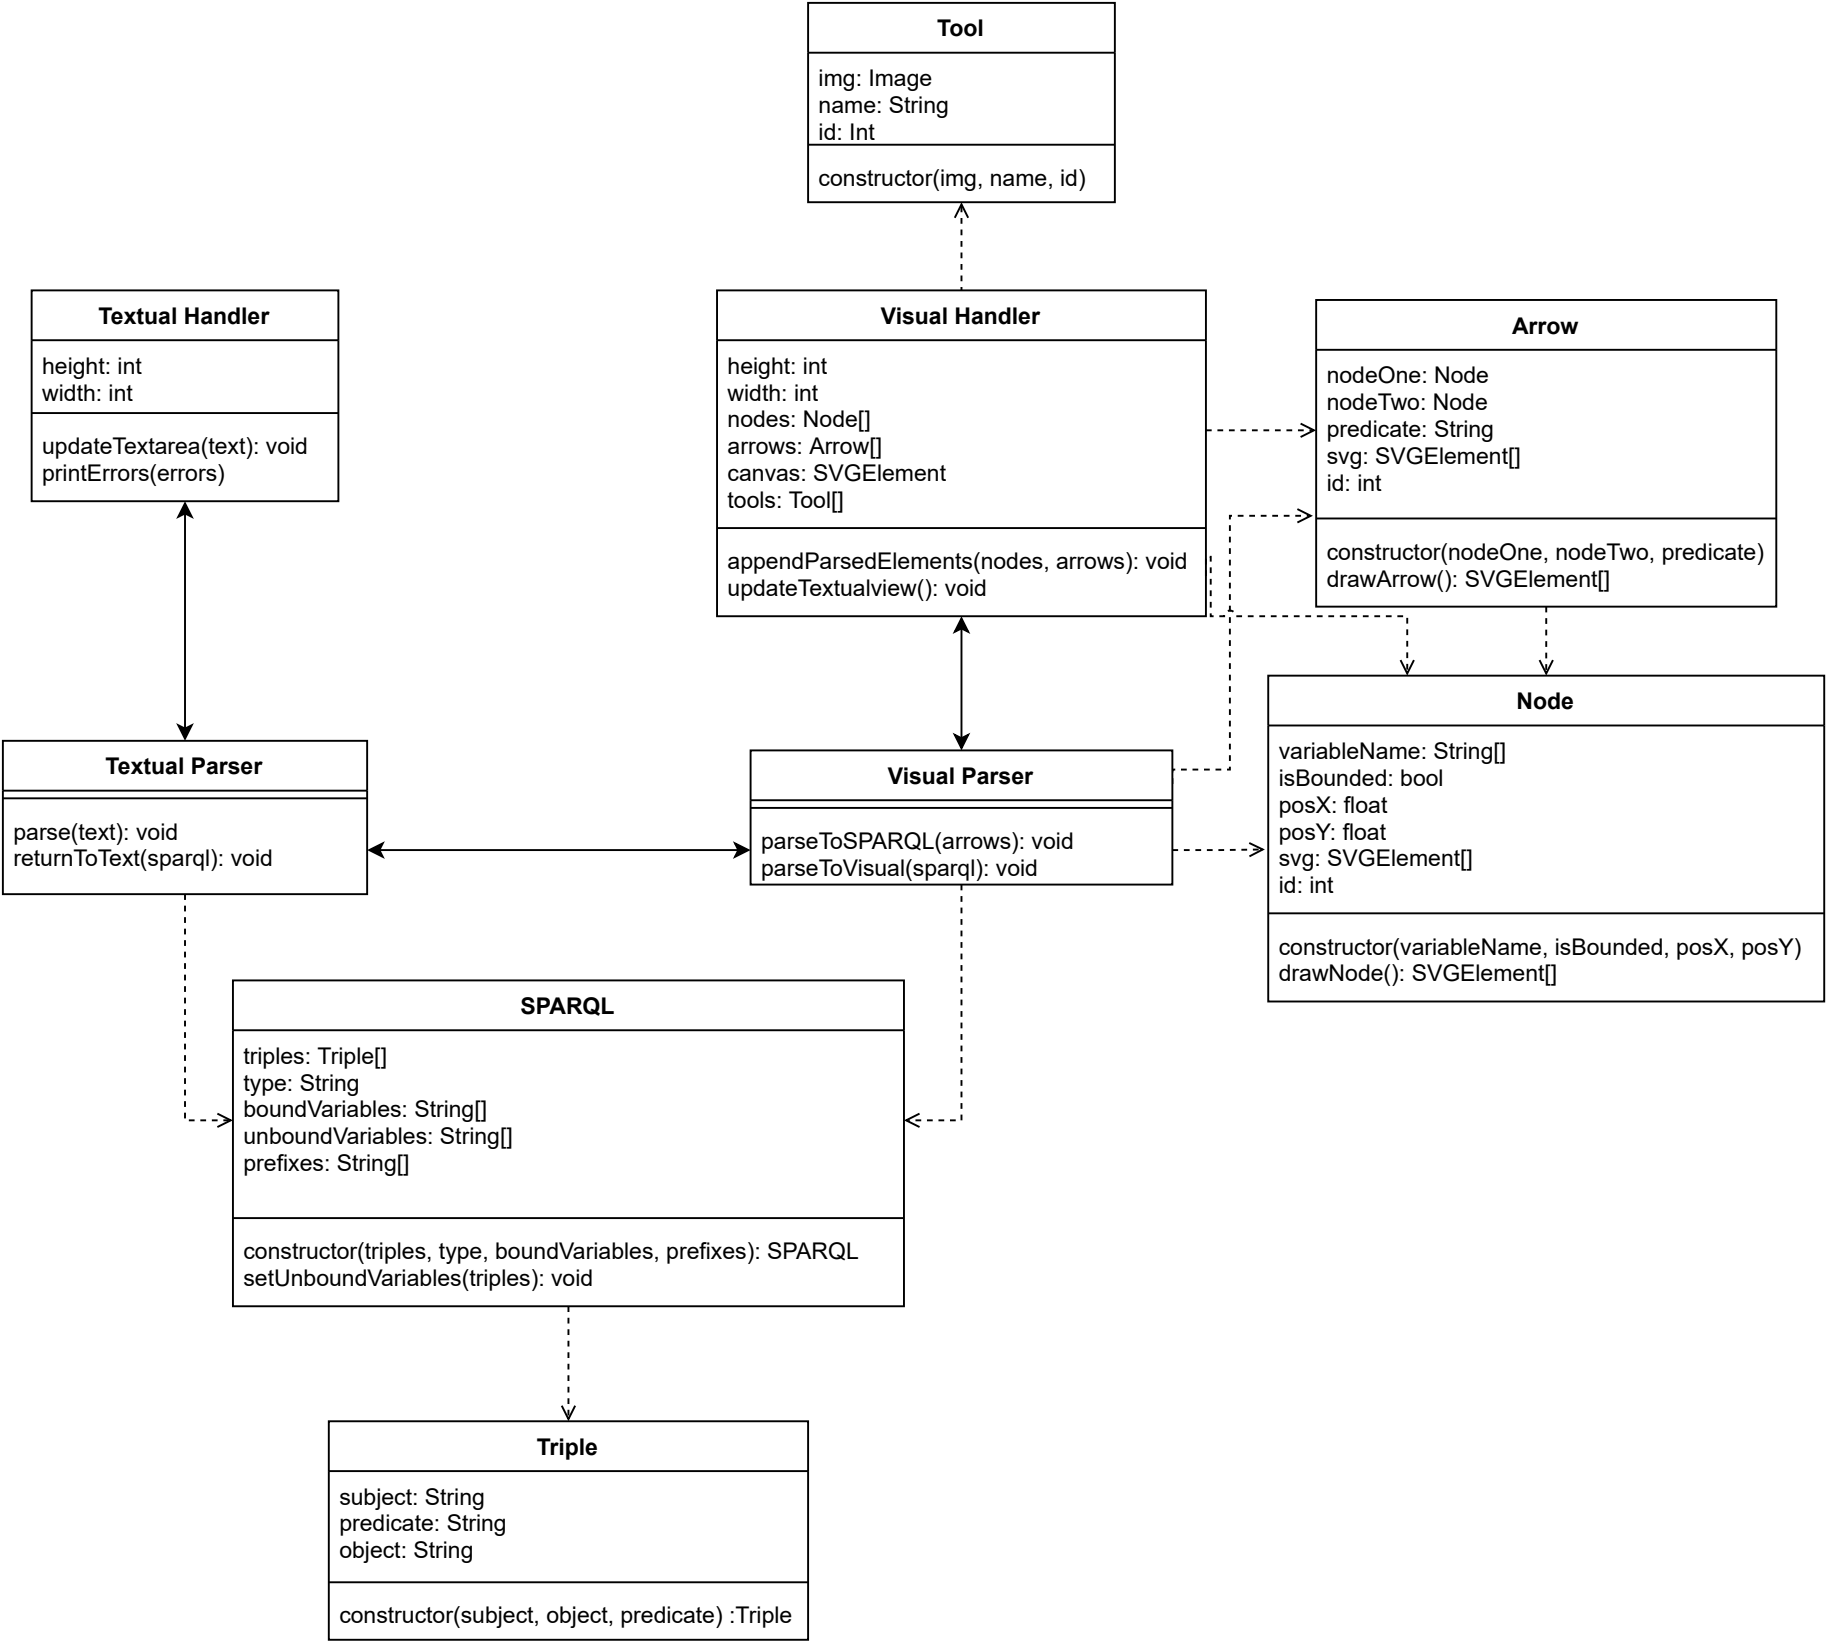 Tool
img: Image
name: String
id: Int
constructor(img, name, id)
Textual Handler
height: int
width: int
updateTextarea(text): void
printErrors(errors)
Visual Handler
height: int
width: int
nodes: Node[]
arrows: Arrow[]
canvas: SVGElement
tools: Tool[]
appendParsedElements(nodes, arrows): void
updateTextualview(): void
Arrow
nodeOne: Node
nodeTwo: Node
predicate: String
svg: SVGElement[]
id: int
constructor(nodeOne, nodeTwo, predicate)
drawArrow(): SVGElement[]
Textual Parser
parse(text): void
returnToText(sparql): void
Visual Parser
parseToSPARQL(arrows): void
parseToVisual(sparql): void
Node
variableName: String[]
isBounded: bool
posX: float
posY: float
svg: SVGElement[]
id: int
constructor(variableName, isBounded, posX, posY)
drawNode(): SVGElement[]
SPARQL
triples: Triple[]
type: String
boundVariables: String[]
unboundVariables: String[]
prefixes: String[]
constructor(triples, type, boundVariables, prefixes): SPARQL
setUnboundVariables(triples): void
Triple
subject: String
predicate: String
object: String
constructor(subject, object, predicate) :Triple